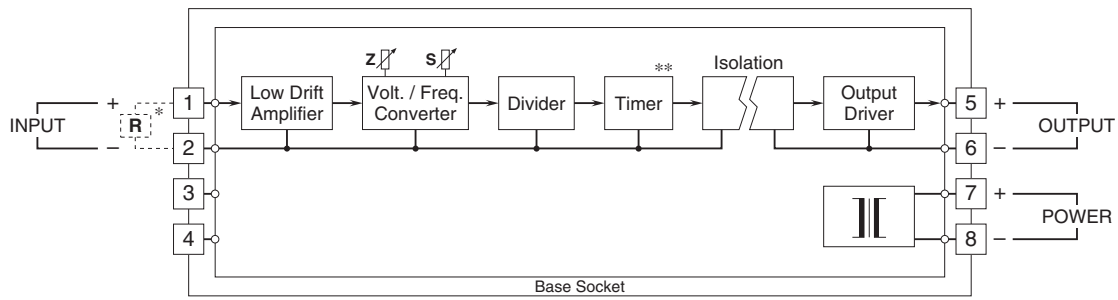 Isolation
Z
S
**
1
+
*
INPUT
R
–
2
3
4
Low Drift
Amplifier
Volt. / Freq.
Converter
Divider
Timer
Output
Driver
5
+
OUTPUT
6
–
7
+
POWER
8
–
Base Socket